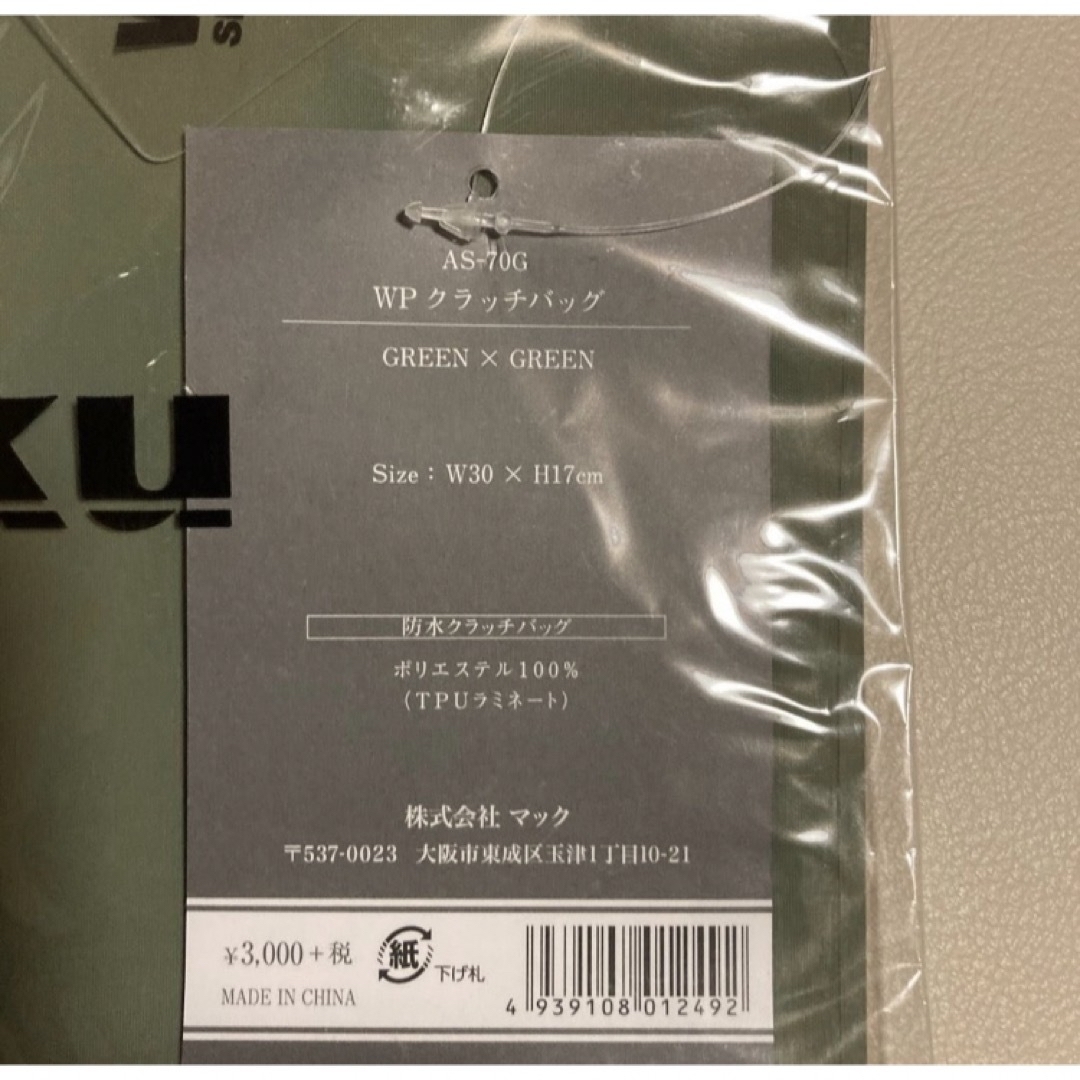 S
ku
AS-70G
WP クラッチバッグ
GREEN × GREEN
Size : W30 × H17cm
防水クラッチバッグ
ポリエステル100%
(TPUラミネート)
株式会社 マック
〒537-0023 大阪市東成区玉津1丁目10-21
¥3,000+税
紙
下げ札
MADE IN CHINA
4 939108 012492